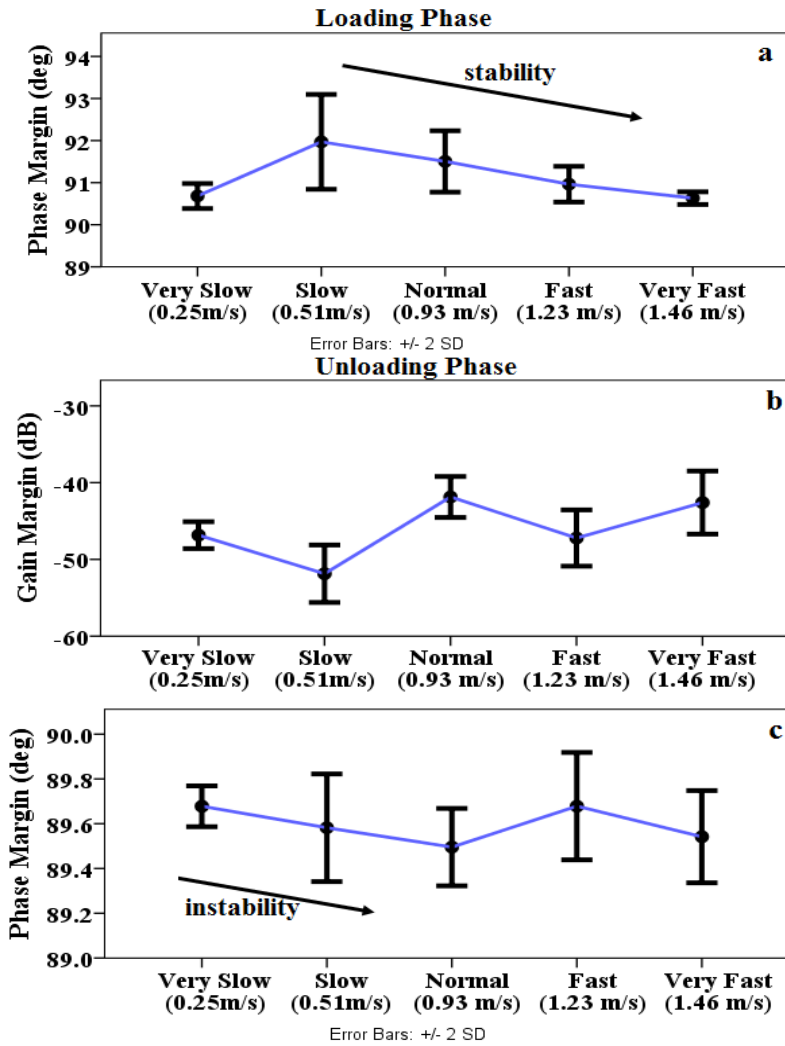 Loading Phase
a
stability
Phase Margin (deg)
94
93
92
91
90
89
Very Slow Slow Normal Fast Very Fast
(0.25m/s) (0.51m/s) (0.93 m/s) (1.23 m/s) (1.46 m/s)
Error Bars: +/- 2 SD
Unloading Phase
b
Gain Margin (dB)
-30
-40
-50
-60
Very Slow Slow Normal Fast Very Fast
(0.25m/s) (0.51m/s) (0.93 m/s) (1.23 m/s) (1.46 m/s)
c
Phase Margin (deg)
90.0
89.8
89.6
89.4
89.2
89.0
instability
Very Slow Slow Normal Fast Very Fast
(0.25m/s) (0.51m/s) (0.93 m/s) (1.23 m/s) (1.46 m/s)
Error Bars: +/- 2 SD